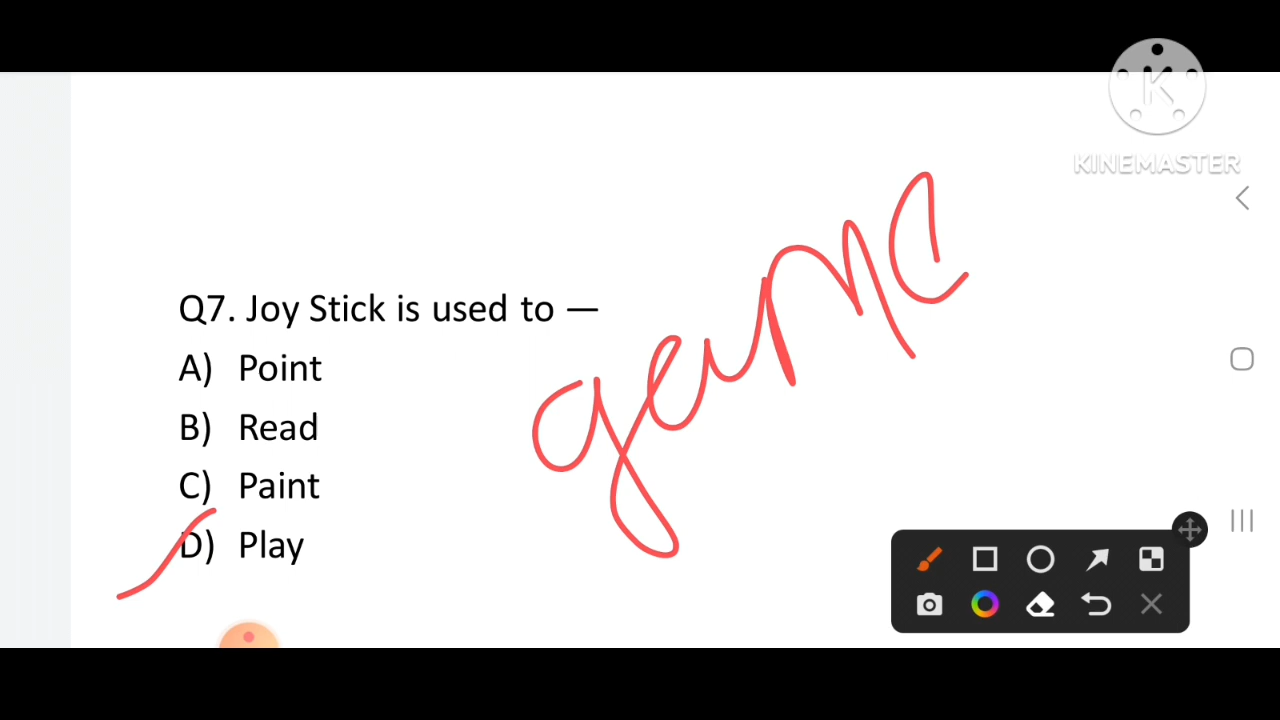 KINEMASTER
Q7. Joy Stick is used to —
A) Point
B) Read
C) Paint
D) Play
game